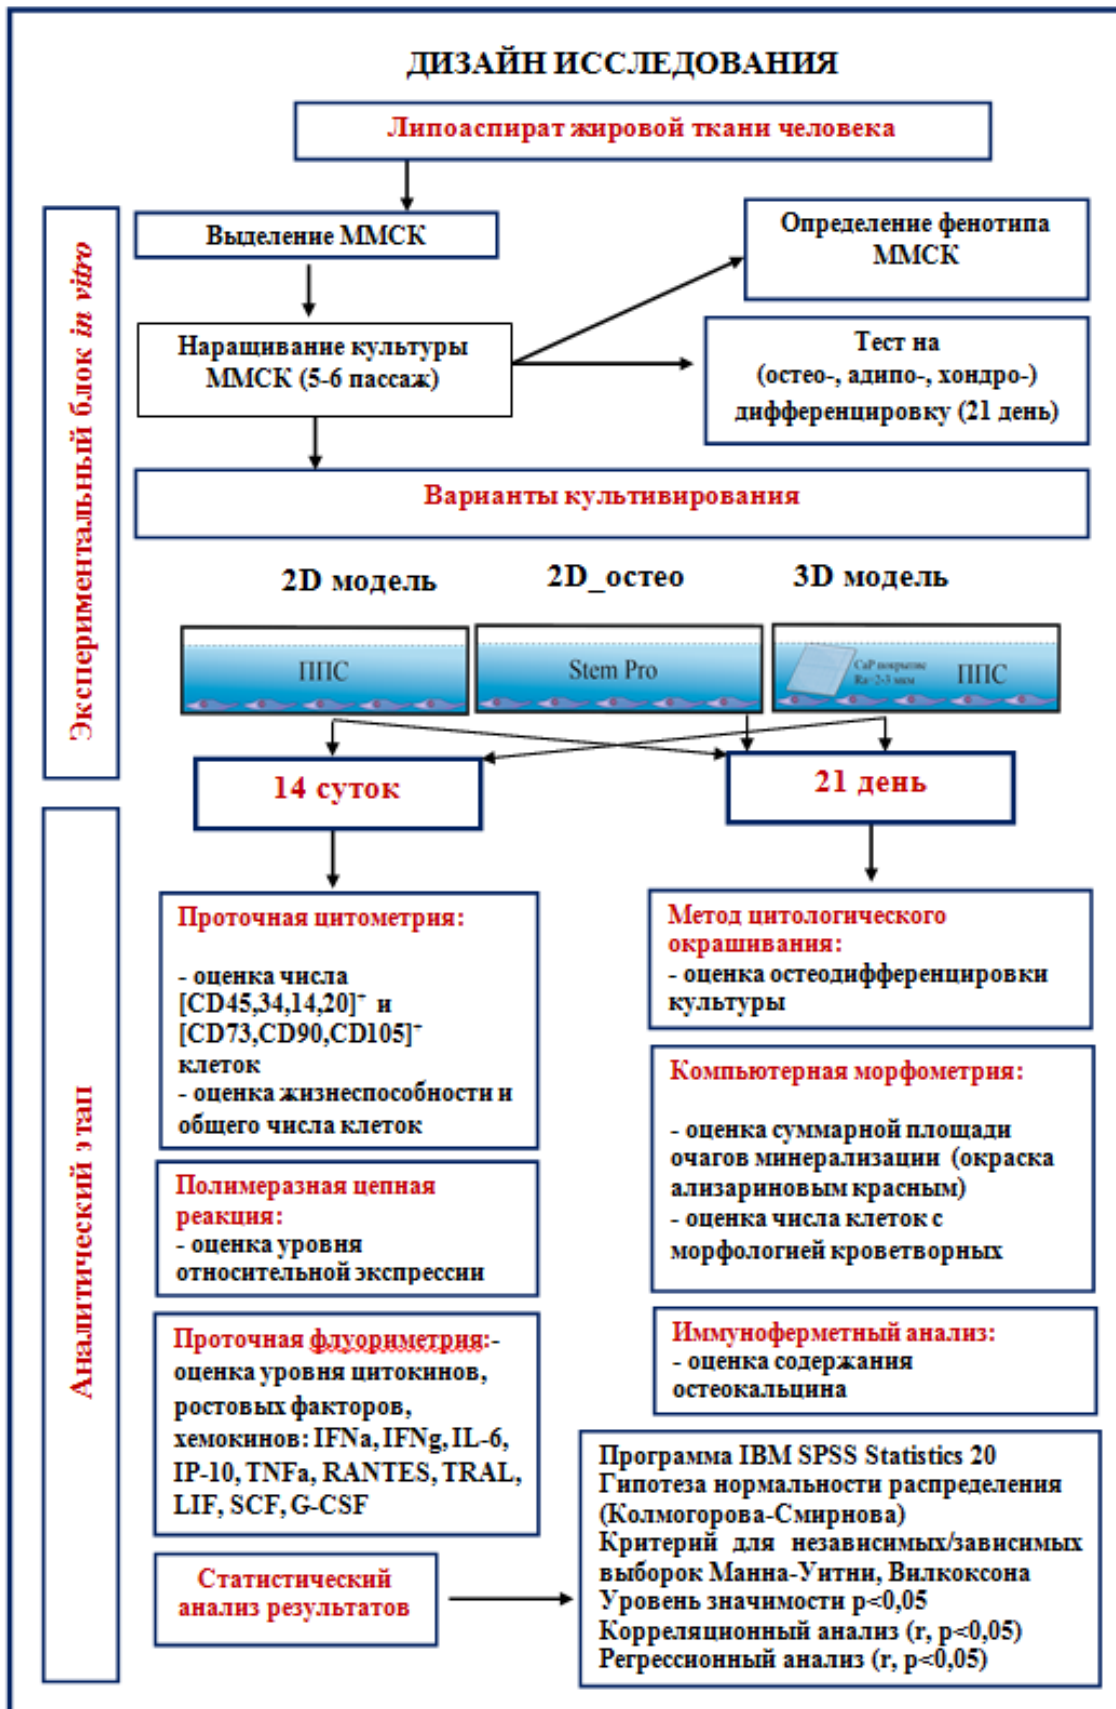 ДИЗАЙН ИССЛЕДОВАНИЯ
Липоаспират жировой ткани человека
Экспериментальный блок in vitro
Выделение ММСК
Определение фенотипа
ММСК
Наращивание культуры
ММСК (5-6 пассаж)
Тест на
(остео-, адипо-, хондро-)
дифференцировку (21 день)
Варианты культивирования
2D модель
2D_остео
3D модель
ППС
Stem Pro
CaP покрытие
Ra=2-3 мкм
ППС
14 суток
21 день
Аналитический этап
Проточная цитометрия:
- оценка числа
[CD45,34,14,20]⁺ и
[CD73,CD90,CD105]⁺
клеток
- оценка жизнеспособности и
общего числа клеток
Полимеразная цепная
реакция:
- оценка уровня
относительной экспрессии
Проточная флуориметрия:-
оценка уровня цитокинов,
ростовых факторов,
хемокинов: IFNa, IFNg, IL-6,
IP-10, TNFa, RANTES, TRAL,
LIF, SCF, G-CSF
Метод цитологического
окрашивания:
- оценка остеодифференцировки
культуры
Компьютерная морфометрия:
- оценка суммарной площади
очагов минерализации (окраска
ализариновым красным)
- оценка числа клеток с
морфологией кроветворных
Иммуноферметный анализ:
- оценка содержания
остеокальцина
Статистический
анализ результатов
Программа IBM SPSS Statistics 20
Гипотеза нормальности распределения
(Колмогорова-Смирнова)
Критерий для независимых/зависимых
выборок Манна-Уитни, Вилкоксона
Уровень значимости p<0,05
Корреляционный анализ (r, p<0,05)
Регрессионный анализ (r, p<0,05)